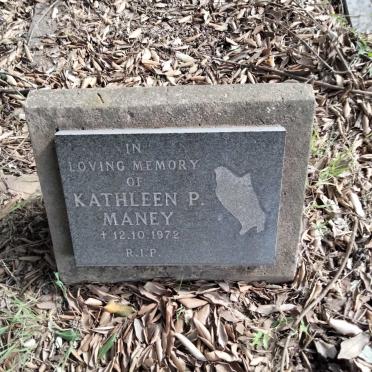 IN
LOVING MEMORY
OF
KATHLEEN P.
MANEY
+ 12.10.1972
R.I.P.